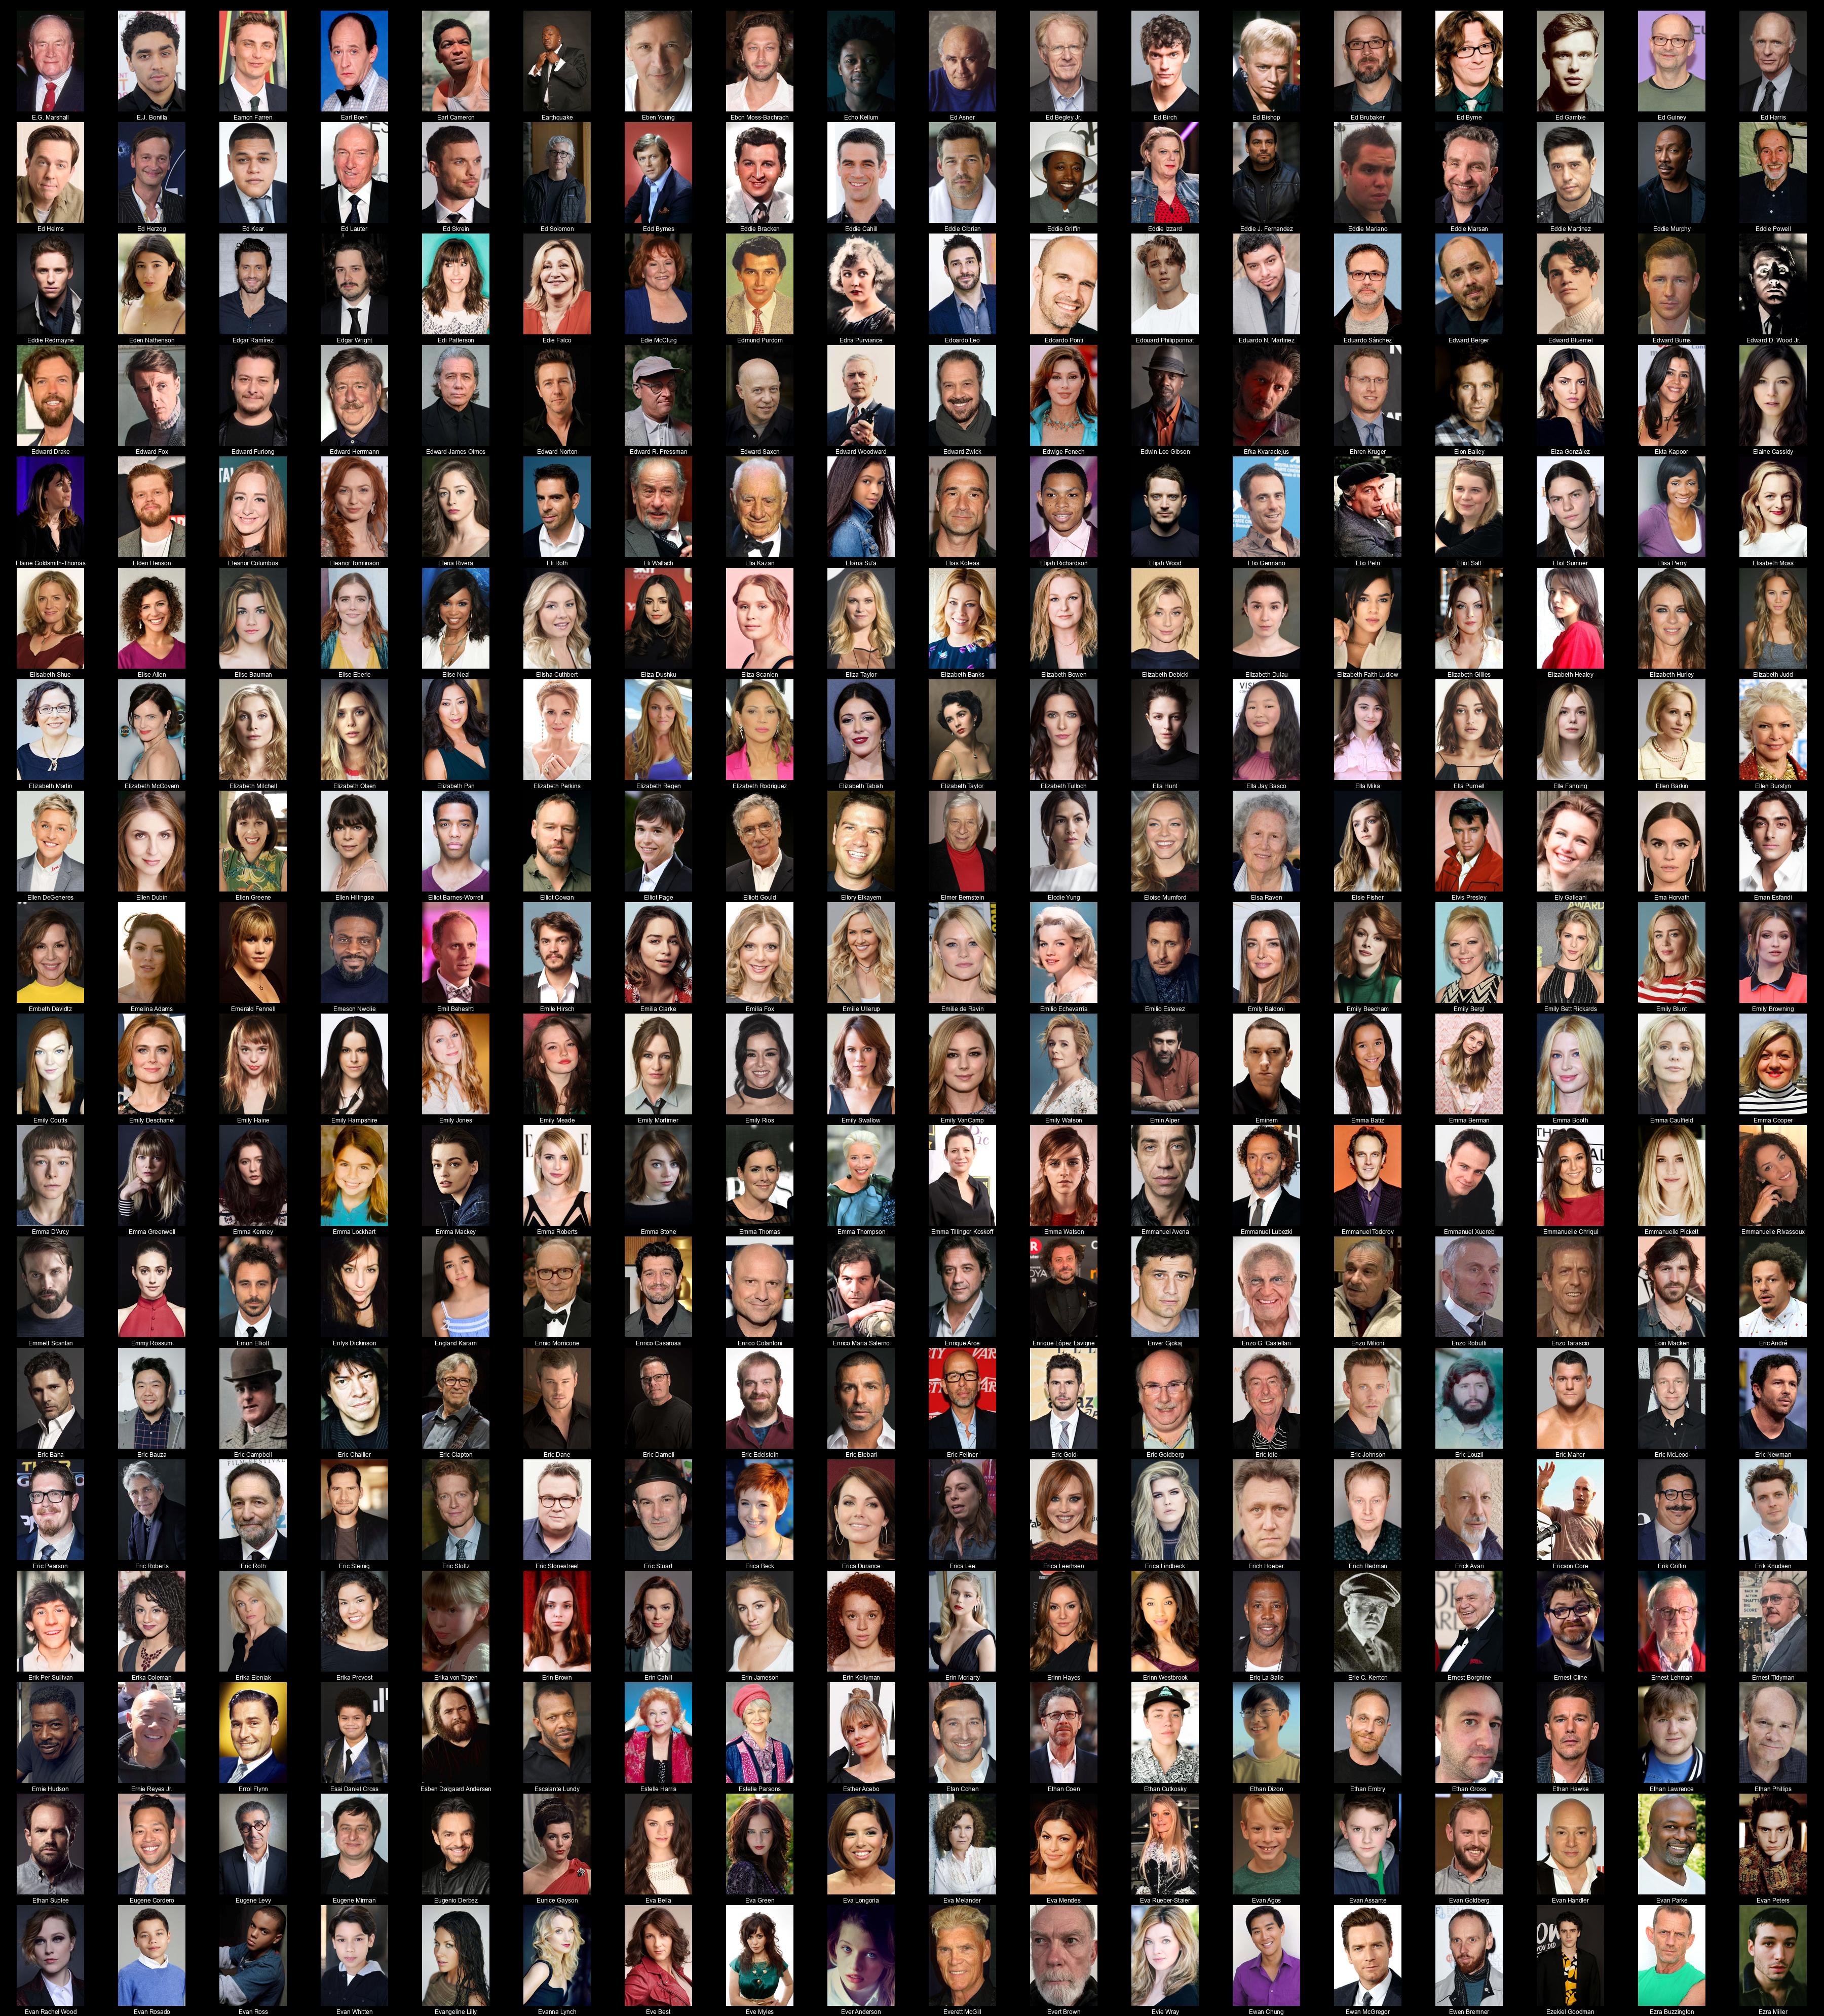 E.G. Marshall E.J. Bonilla Eamon Farren Earl Boen Earl Cameron Earthquake Eben Young Ebon Moss-Bachrach Echo Kellum Ed Asner Ed Begley Jr. Ed Birch Ed Bishop Ed Brubaker Ed Byrne Ed Gamble Ed Guiney Ed Harris
Ed Helms Ed Herzog Ed Kear Ed Lauter Ed Skrein Ed Solomon Edd Byrnes Eddie Bracken Eddie Cahill Eddie Cibrian Eddie Griffin Eddie Izzard Eddie J. Fernandez Eddie Mariano Eddie Marsan Eddie Martinez Eddie Murphy Eddie Powell
Eddie Redmayne Eden Nathenson Edgar Ramírez Edgar Wright Edi Patterson Edie Falco Edie McClurg Edmund Purdom Edna Purviance Edoardo Leo Edoardo Ponti Edouard Philipponnat Eduardo N. Martinez Eduardo Sánchez Edward Berger Edward Bluemel Edward Burns Edward D. Wood Jr.
Edward Drake Edward Fox Edward Furlong Edward Herrmann Edward James Olmos Edward Norton Edward R. Pressman Edward Saxon Edward Woodward Edward Zwick Edwige Fenech Edwin Lee Gibson Efka Kvaraciejus Ehren Kruger Eion Bailey Eiza González Ekta Kapoor Elaine Cassidy
Elaine Goldsmith-Thomas Elden Henson Eleanor Columbus Eleanor Tomlinson Elena Rivera Eli Roth Eli Wallach Elia Kazan Eliana Su'a Elias Koteas Elijah Richardson Elijah Wood Elio Germano Elio Petri Eliot Salt Eliot Sumner Elisa Perry Elisabeth Moss
Elisabeth Shue Elise Allen Elise Bauman Elise Eberle Elise Neal Elisha Cuthbert Eliza Dushku Eliza Scanlen Eliza Taylor Elizabeth Banks Elizabeth Bowen Elizabeth Debicki Elizabeth Dulau Elizabeth Faith Ludlow Elizabeth Gillies Elizabeth Healey Elizabeth Hurley Elizabeth Judd
Elizabeth Martin Elizabeth McGovern Elizabeth Mitchell Elizabeth Olsen Elizabeth Pan Elizabeth Perkins Elizabeth Regen Elizabeth Rodriguez Elizabeth Tabish Elizabeth Taylor Elizabeth Tulloch Ella Hunt Ella Jay Basco Ella Mika Ella Purnell Elle Fanning Ellen Barkin Ellen Burstyn
Ellen DeGeneres Ellen Dubin Ellen Greene Ellen Hillingsø Elliot Barnes-Worrell Elliot Cowan Elliot Page Elliott Gould Ellory Elkayem Elmer Bernstein Elodie Yung Eloise Mumford Elsa Raven Elsie Fisher Elvis Presley Ely Galleani Ema Horvath Eman Esfandi
Embeth Davidtz Emelina Adams Emerald Fennell Emeson Nwolie Emil Beheshti Emile Hirsch Emilia Clarke Emilia Fox Emilie Ullerup Emilie de Ravin Emilio Echevarría Emilio Estevez Emily Baldoni Emily Beecham Emily Bergl Emily Bett Rickards Emily Blunt Emily Browning
Emily Coutts Emily Deschanel Emily Haine Emily Hampshire Emily Jones Emily Meade Emily Mortimer Emily Rios Emily Swallow Emily VanCamp Emily Watson Emin Alper Eminem Emma Batiz Emma Berman Emma Booth Emma Caulfield Emma Cooper
Emma D'Arcy Emma Greenwell Emma Kenney Emma Lockhart Emma Mackey Emma Roberts Emma Stone Emma Thomas Emma Thompson Emma Tillinger Koskoff Emma Watson Emmanuel Avena Emmanuel Lubezki Emmanuel Todorov Emmanuel Xuereb Emmanuelle Chriqui Emmanuelle Pickett Emmanuelle Rivassoux
Emmett Scanlan Emmy Rossum Emun Elliott Enfys Dickinson England Karam Ennio Morricone Enrico Casarosa Enrico Colantoni Enrico Maria Salerno Enrique Arce Enrique López Lavigne Enver Gjokaj Enzo G. Castellari Enzo Milioni Enzo Robutti Enzo Tarascio Eoin Macken Eric André
Eric Bana Eric Bauza Eric Campbell Eric Challier Eric Clapton Eric Dane Eric Darnell Eric Edelstein Eric Etebari Eric Fellner Eric Gold Eric Goldberg Eric Idle Eric Johnson Eric Louzil Eric Maher Eric McLeod Eric Newman
Eric Pearson Eric Roberts Eric Roth Eric Steinig Eric Stoltz Eric Stonestreet Eric Stuart Erica Beck Erica Durance Erica Lee Erica Leerhsen Erica Lindbeck Erich Hoeber Erich Redman Erick Avari Ericson Core Erik Griffin Erik Knudsen
Erik Per Sullivan Erika Coleman Erika Eleniak Erika Prevost Erika von Tagen Erin Brown Erin Cahill Erin Jameson Erin Kellyman Erin Moriarty Erinn Hayes Erinn Westbrook Eriq La Salle Erle C. Kenton Ernest Borgnine Ernest Cline Ernest Lehman Ernest Tidyman
Ernie Hudson Ernie Reyes Jr. Errol Flynn Esai Daniel Cross Esben Dalgaard Andersen Escalante Lundy Estelle Harris Estelle Parsons Esther Acebo Etan Cohen Ethan Coen Ethan Cutkosky Ethan Dizon Ethan Embry Ethan Gross Ethan Hawke Ethan Lawrence Ethan Phillips
Ethan Suplee Eugene Cordero Eugene Levy Eugene Mirman Eugenio Derbez Eunice Gayson Eva Bella Eva Green Eva Longoria Eva Melander Eva Mendes Eva Rueber-Staier Evan Agos Evan Assante Evan Goldberg Evan Handler Evan Parke Evan Peters
Evan Rachel Wood Evan Rosado Evan Ross Evan Whitten Evangeline Lilly Evanna Lynch Eve Best Eve Myles Ever Anderson Everett McGill Evert Brown Evie Wray Ewan Chung Ewan McGregor Ewen Bremner Ezekiel Goodman Ezra Buzzington Ezra Miller